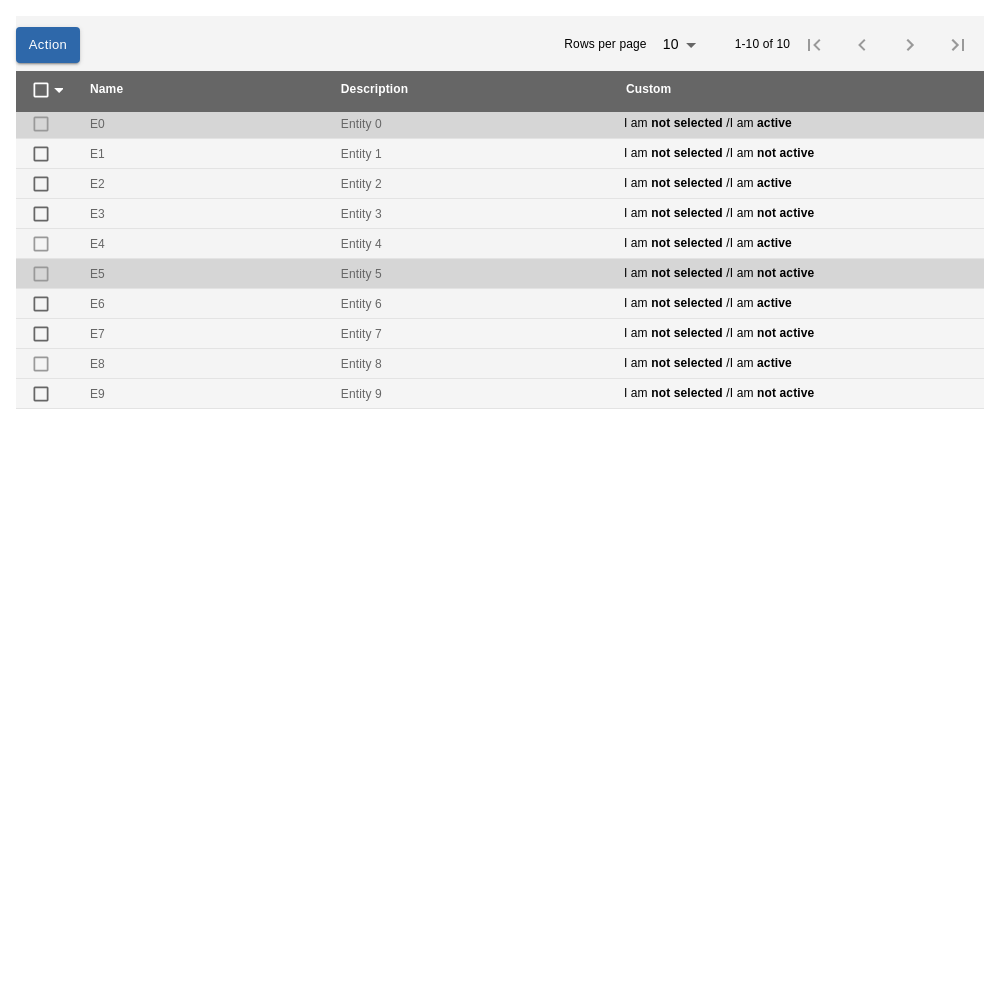 Action Rows per page 10 1-10 of 10
Name Description Custom
E0 Entity 0 I am not selected /I am active
E1 Entity 1 I am not selected /I am not active
E2 Entity 2 I am not selected /I am active
E3 Entity 3 I am not selected /I am not active
E4 Entity 4 I am not selected /I am active
E5 Entity 5 I am not selected /I am not active
E6 Entity 6 I am not selected /I am active
E7 Entity 7 I am not selected /I am not active
E8 Entity 8 I am not selected /I am active
E9 Entity 9 I am not selected /I am not active